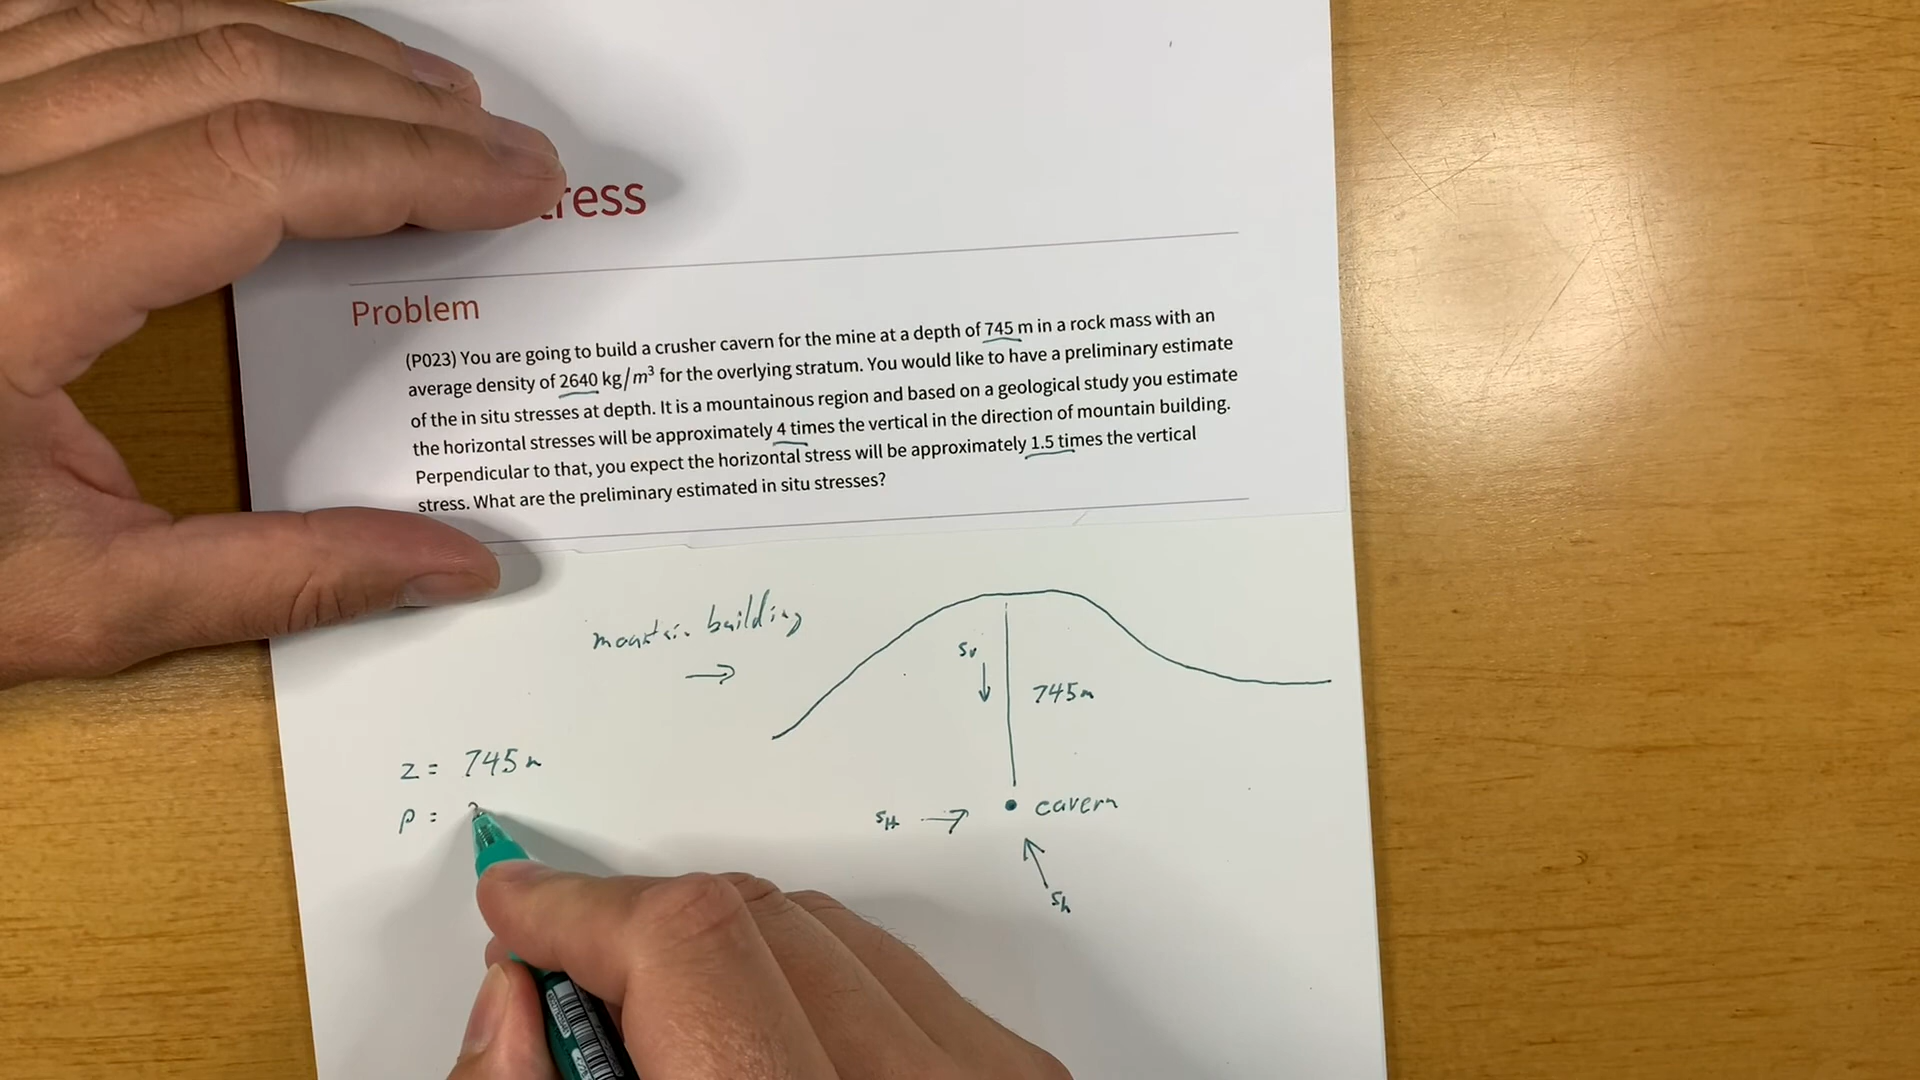 tress
Problem
(P023) You are going to build a crusher cavern for the mine at a depth of 745 m in a rock mass with an
average density of 2640 kg/m³ for the overlying stratum. You would like to have a preliminary estimate
of the in situ stresses at depth. It is a mountainous region and based on a geological study you estimate
the horizontal stresses will be approximately 4 times the vertical in the direction of mountain building.
Perpendicular to that, you expect the horizontal stress will be approximately 1.5 times the vertical
stress. What are the preliminary estimated in situ stresses?
mountain building
→
Sv
↓
745m
z = 745m
ρ =
SH → • cavern
Sh